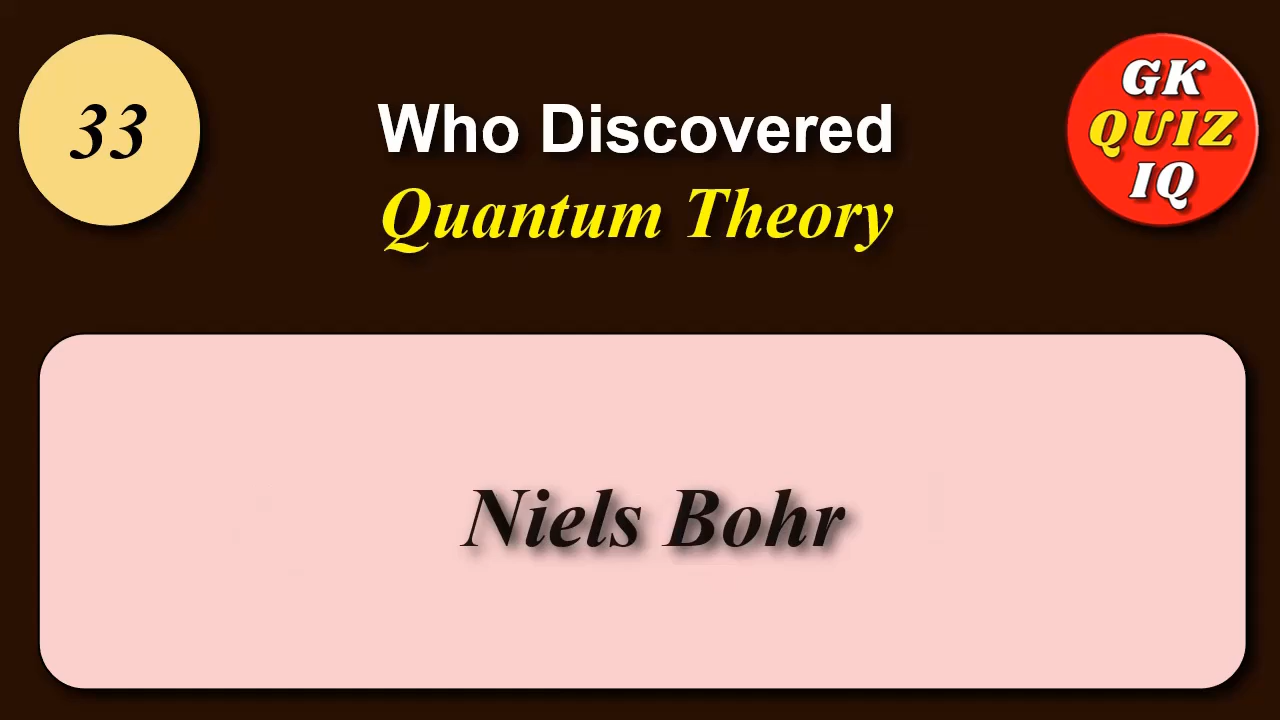 33
Who Discovered
Quantum Theory
GK
QUIZ
IQ
Niels Bohr